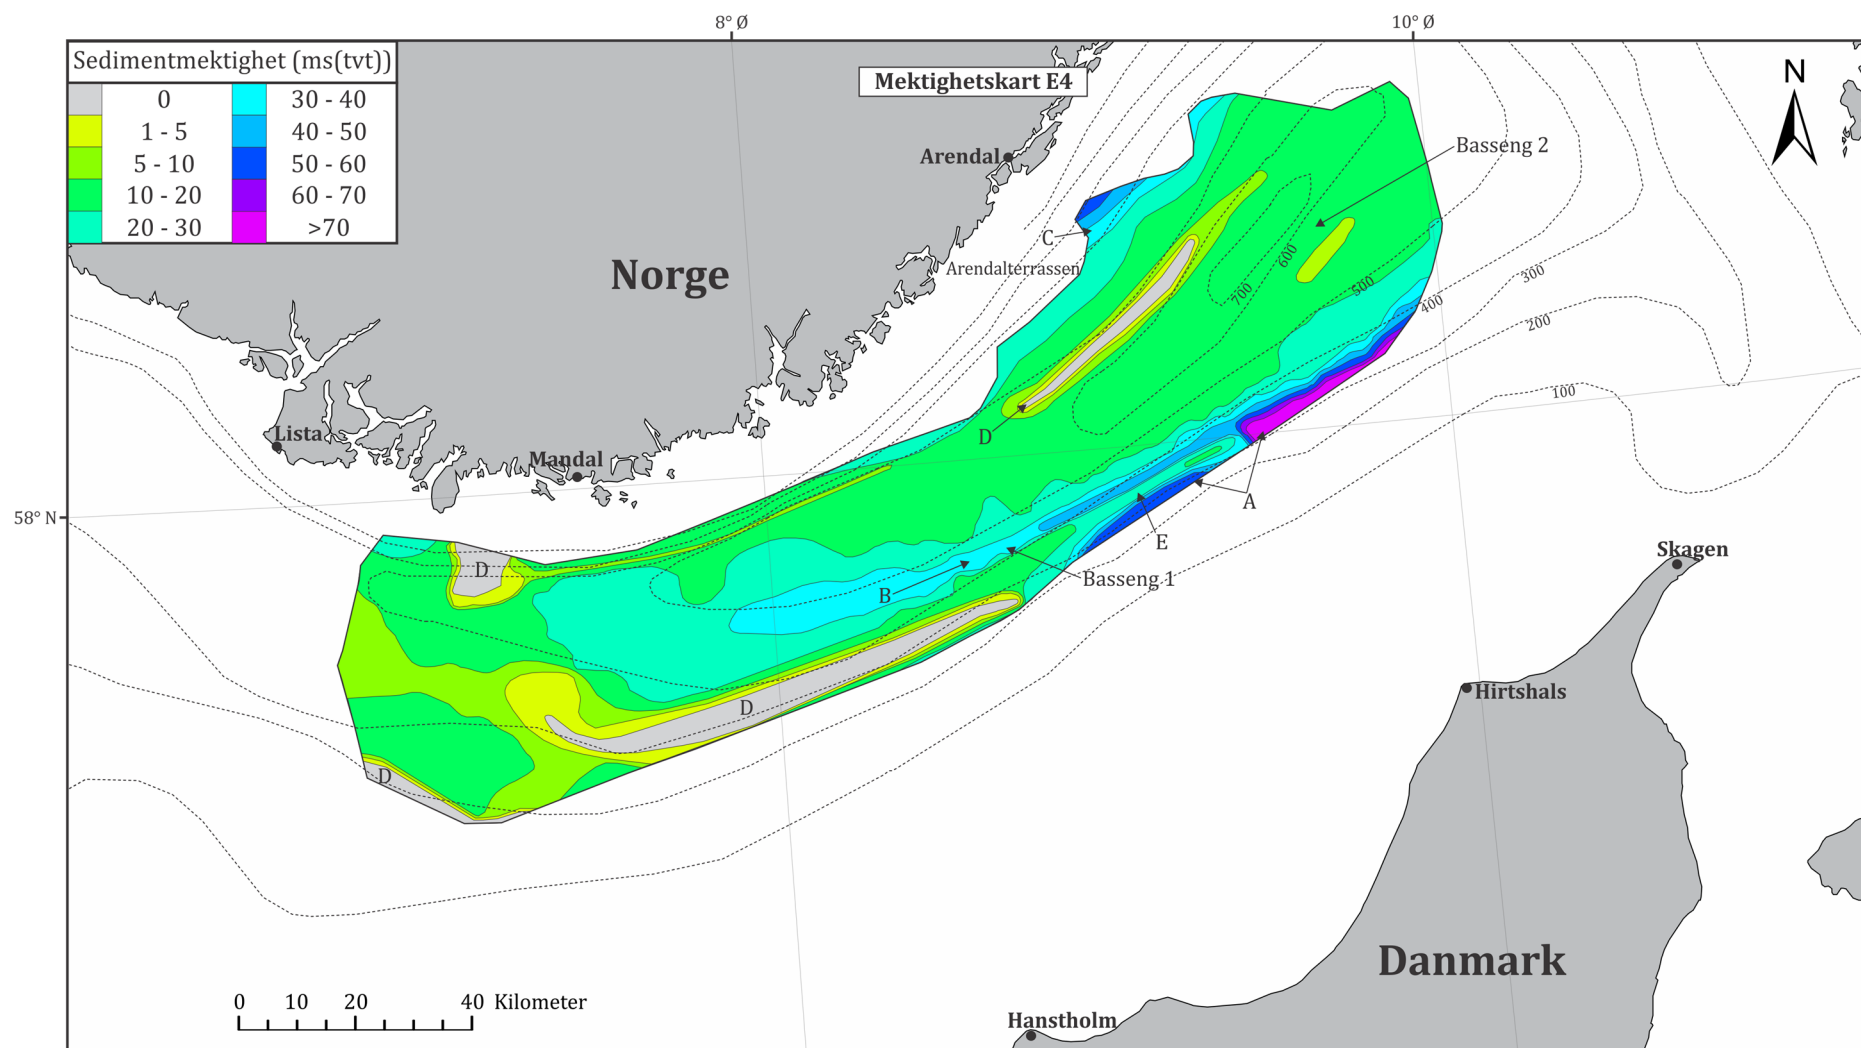 8° Ø
10° Ø
Sedimentmektighet (ms(tvt))
0
30 - 40
1 - 5
40 - 50
5 - 10
50 - 60
10 - 20
60 - 70
20 - 30
>70
Mektighetskart E4
N
Arendal
Basseng 2
C
Norge
Arendalterrassen
600
700
500
400
300
200
100
Lista
D
Mandal
A
58° N
E
Skagen
D
Basseng 1
B
Hirtshals
D
D
Danmark
0 10 20 40 Kilometer
Hanstholm